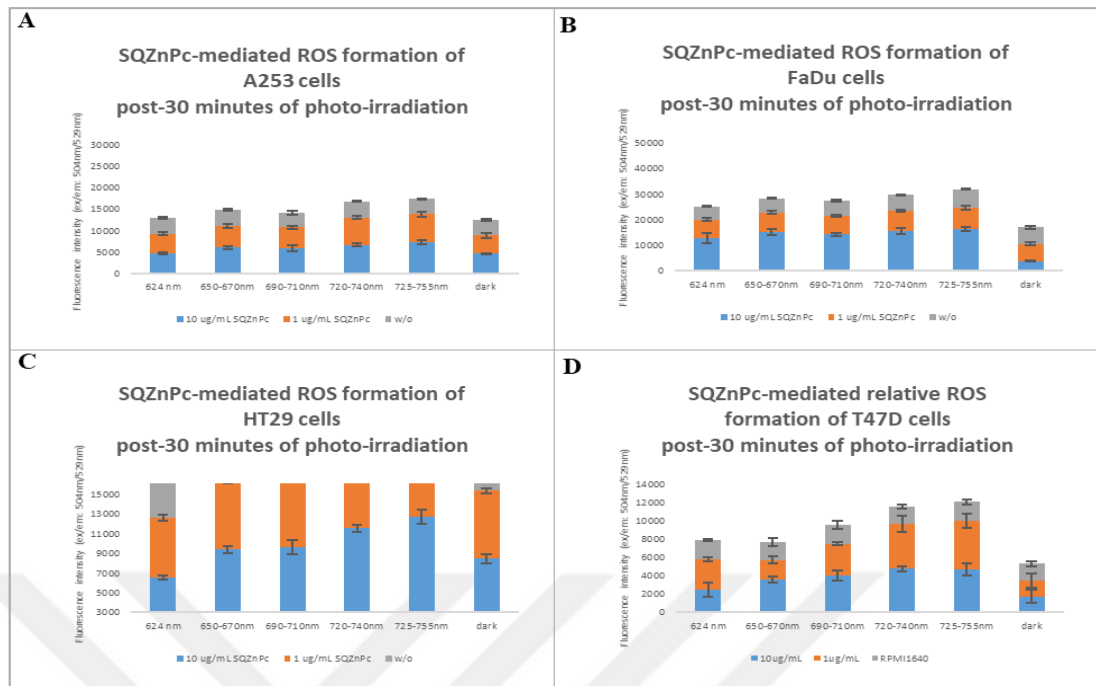 A
SQZnPc-mediated ROS formation of
A253 cells
post-30 minutes of photo-irradiation
Fluorescence intensity (ex/em: 504nm/529nm)
30000
25000
20000
15000
10000
5000
0
624 nm 650-670nm 690-710nm 720-740nm 725-755nm dark
10 ug/mL SQZnPc 1 ug/mL SQZnPc w/o
B
SQZnPc-mediated ROS formation of
FaDu cells
post-30 minutes of photo-irradiation
Fluorescence intensity (ex/em: 504nm/529nm)
50000
40000
30000
20000
10000
0
624 nm 650-670nm 690-710nm 720-740nm 725-755nm dark
10 ug/mL SQZnPc 1 ug/mL SQZnPc w/o
C
SQZnPc-mediated ROS formation of
HT29 cells
post-30 minutes of photo-irradiation
Fluorescence intensity (ex/em: 504nm/529nm)
15000
13000
11000
9000
7000
5000
3000
624 nm 650-670nm 690-710nm 720-740nm 725-755nm dark
10 ug/mL SQZnPc 1 ug/mL SQZnPc w/o
D
SQZnPc-mediated relative ROS
formation of T47D cells
post-30 minutes of photo-irradiation
Fluorescence intensity (ex/em: 504nm/529nm)
14000
12000
10000
8000
6000
4000
2000
0
624 nm 650-670nm 690-710nm 720-740nm 725-755nm dark
10ug/mL 1ug/mL RPMI1640